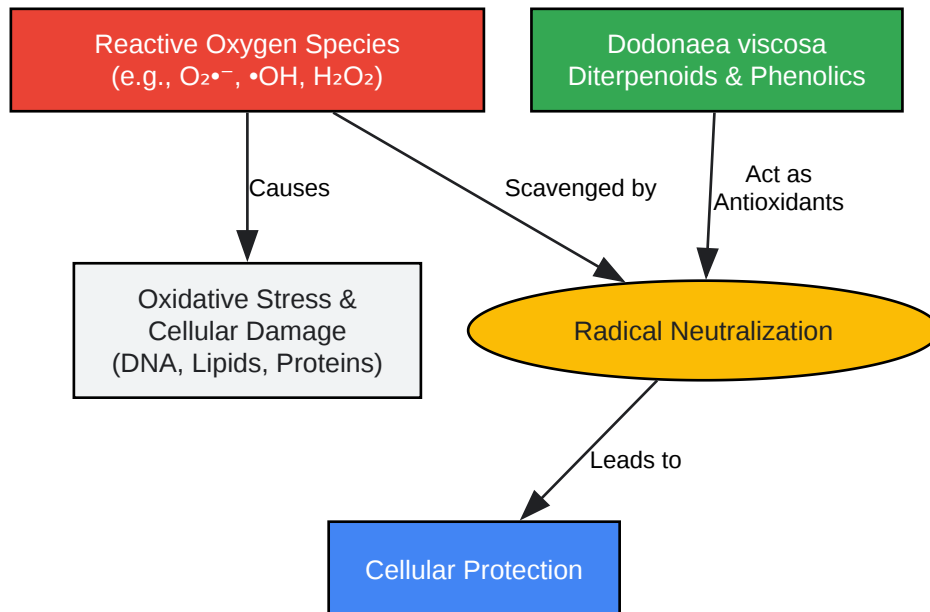 Reactive Oxygen Species
(e.g., O₂•⁻, •OH, H₂O₂)
Dodonaea viscosa
Diterpenoids & Phenolics
Causes
Scavenged by
Act as
Antioxidants
Oxidative Stress &
Cellular Damage
(DNA, Lipids, Proteins)
Radical Neutralization
Leads to
Cellular Protection